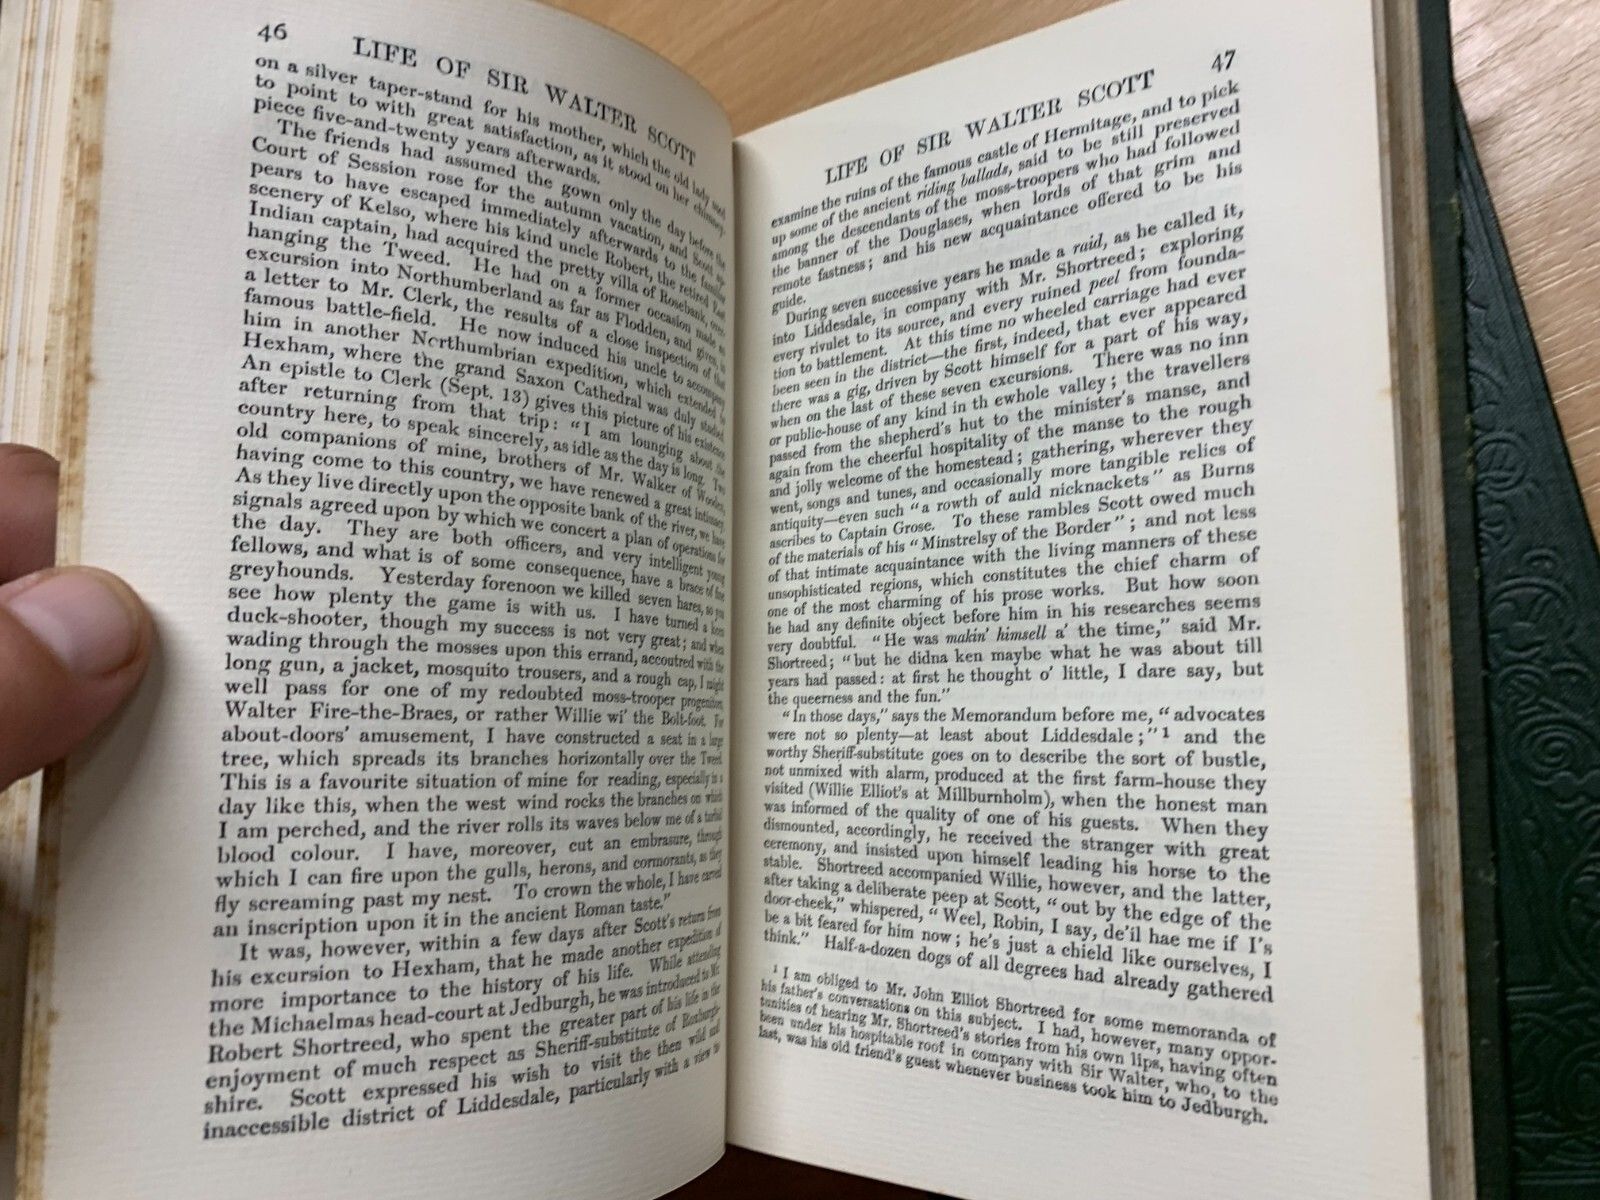 46
LIFE OF SIR WALTER SCOTT
on a silver taper-stand for his mother, which the old lady used
to point to with great satisfaction, as it stood on her chimney-
piece five-and-twenty years afterwards.
The friends had assumed the gown only the day before the
Court of Session rose for the autumn vacation, and Scott ap-
pears to have escaped immediately afterwards to the familiar
scenery of Kelso, where his kind uncle Robert, the retired East
Indian captain, had acquired the pretty villa of Rosebank, over-
hanging the Tweed. He had on a former occasion made an
excursion into Northumberland as far as Flodden, and given, in
a letter to Mr. Clerk, the results of a close inspection of that
famous battle-field. He now induced his uncle to accompany
him in another Northumbrian expedition, which extended to
Hexham, where the grand Saxon Cathedral was duly studied.
An epistle to Clerk (Sept. 13) gives this picture of his existence
after returning from that trip: "I am lounging about the
country here, to speak sincerely, as idle as the day is long. Two
old companions of mine, brothers of Mr. Walker of Wooden,
having come to this country, we have renewed a great intimacy.
As they live directly upon the opposite bank of the river, we have
signals agreed upon by which we concert a plan of operations for
the day. They are both officers, and very intelligent young
fellows, and what is of some consequence, have a brace of fine
greyhounds. Yesterday forenoon we killed seven hares, so you
see how plenty the game is with us. I have turned a keen
duck-shooter, though my success is not very great; and when
wading through the mosses upon this errand, accoutred with the
long gun, a jacket, mosquito trousers, and a rough cap, I might
well pass for one of my redoubted moss-trooper progenitors,
Walter Fire-the-Braes, or rather Willie wi' the Bolt-foot. For
about-doors' amusement, I have constructed a seat in a large
tree, which spreads its branches horizontally over the Tweed.
This is a favourite situation of mine for reading, especially in a
day like this, when the west wind rocks the branches on which
I am perched, and the river rolls its waves below me of a turbid
blood colour. I have, moreover, cut an embrasure, through
which I can fire upon the gulls, herons, and cormorants, as they
fly screaming past my nest. To crown the whole, I have carved
an inscription upon it in the ancient Roman taste."
It was, however, within a few days after Scott's return from
his excursion to Hexham, that he made another expedition of
more importance to the history of his life. While attending
the Michaelmas head-court at Jedburgh, he was introduced to Mr.
Robert Shortreed, who spent the greater part of his life in the
enjoyment of much respect as Sheriff-substitute of Roxburgh-
shire. Scott expressed his wish to visit the then wild and
inaccessible district of Liddesdale, particularly with a view to
47
LIFE OF SIR WALTER SCOTT
examine the ruins of the famous castle of Hermitage, and to pick
up some of the ancient riding ballads, said to be still preserved
among the descendants of the moss-troopers who had followed
the banner of the Douglases, when lords of that grim and
remote fastness; and his new acquaintance offered to be his
guide.
During seven successive years he made a raid, as he called it,
into Liddesdale, in company with Mr. Shortreed; exploring
every rivulet to its source, and every ruined peel from founda-
tion to battlement. At this time no wheeled carriage had ever
been seen in the district—the first, indeed, that ever appeared
there was a gig, driven by Scott himself for a part of his way,
when on the last of these seven excursions. There was no inn
or public-house of any kind in th ewhole valley; the travellers
passed from the shepherd's hut to the minister's manse, and
again from the cheerful hospitality of the manse to the rough
and jolly welcome of the homestead; gathering, wherever they
went, songs and tunes, and occasionally more tangible relics of
antiquity—even such "a rowth of auld nicknackets" as Burns
ascribes to Captain Grose. To these rambles Scott owed much
of the materials of his "Minstrelsy of the Border"; and not less
of that intimate acquaintance with the living manners of these
unsophisticated regions, which constitutes the chief charm of
one of the most charming of his prose works. But how soon
he had any definite object before him in his researches seems
very doubtful. "He was makin' himsell a' the time," said Mr.
Shortreed; "but he didna ken maybe what he was about till
years had passed: at first he thought o' little, I dare say, but
the queerness and the fun."
"In those days," says the Memorandum before me, "advocates
were not so plenty—at least about Liddesdale;"1 and the
worthy Sheriff-substitute goes on to describe the sort of bustle,
not unmixed with alarm, produced at the first farm-house they
visited (Willie Elliot's at Millburnholm), when the honest man
was informed of the quality of one of his guests. When they
dismounted, accordingly, he received the stranger with great
ceremony, and insisted upon himself leading his horse to the
stable. Shortreed accompanied Willie, however, and the latter,
after taking a deliberate peep at Scott, "out by the edge of the
door-cheek," whispered, "Weel, Robin, I say, de'il hae me if I's
be a bit feared for him now; he's just a chield like ourselves, I
think." Half-a-dozen dogs of all degrees had already gathered
1 I am obliged to Mr. John Elliot Shortreed for some memoranda of
his father's conversations on this subject. I had, however, many oppor-
tunities of hearing Mr. Shortreed's stories from his own lips, having often
been under his hospitable roof in company with Sir Walter, who, to the
last, was his old friend's guest whenever business took him to Jedburgh.